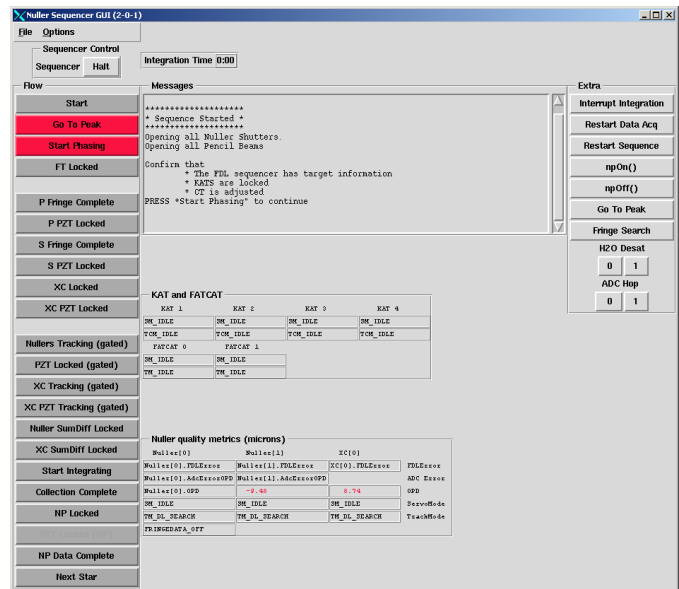 Nuller Sequencer GUI (2-0-1)
File Options
Sequencer Control
Sequencer Halt
Integration Time 0:00
Flow
Start
Go To Peak
Start Phasing
FT Locked
P Fringe Complete
P PZT Locked
S Fringe Complete
S PZT Locked
XC Locked
XC PZT Locked
Nullers Tracking (gated)
PZT Locked (gated)
XC Tracking (gated)
XC PZT Tracking (gated)
Nuller SumDiff Locked
XC SumDiff Locked
Start Integrating
Collection Complete
NP Locked
NP Data Complete
Next Star
Messages
********************
* Sequence Started *
********************
Opening all Nuller Shutters.
Opening all Pencil Beams
Confirm that
* The FDL sequencer has target information
* KATS are locked
* CT is adjusted
PRESS "Start Phasing" to continue
KAT and FATCAT
KAT 1 KAT 2 KAT 3 KAT 4
SM_IDLE SM_IDLE SM_IDLE SM_IDLE
TCM_IDLE TCM_IDLE TCM_IDLE TCM_IDLE
FATCAT 0 FATCAT 1
SM_IDLE SM_IDLE
TM_IDLE TM_IDLE
Nuller quality metrics (microns)
Nuller[0] Nuller[1] XC[0]
Nuller[0].FDLError Nuller[1].FDLError XC[0].FDLError FDLError
Nuller[0].AdcErrorOPD Nuller[1].AdcErrorOPD ADC Error
Nuller[0].OPD -9.48 8.74 OPD
SM_IDLE SM_IDLE SM_IDLE ServoMode
TM_DL_SEARCH TM_DL_SEARCH TM_DL_SEARCH TrackMode
FRINGEDATA_OFF
Extra
Interrupt Integration
Restart Data Acq
Restart Sequence
npOn()
npOff()
Go To Peak
Fringe Search
H2O Desat
0 1
ADC Hop
0 1